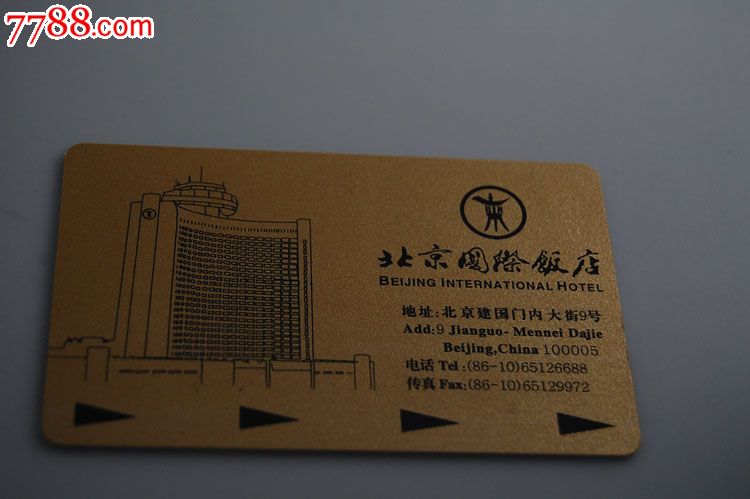 7788.com
北京國際飯店
BEIJING INTERNATIONAL HOTEL
地址:北京建国门内大街9号
Add:9 Jianguo- Mennei Dajie
Beijing,China 100005
电话 Tel :(86-10)65126688
传真 Fax:(86-10)65129972